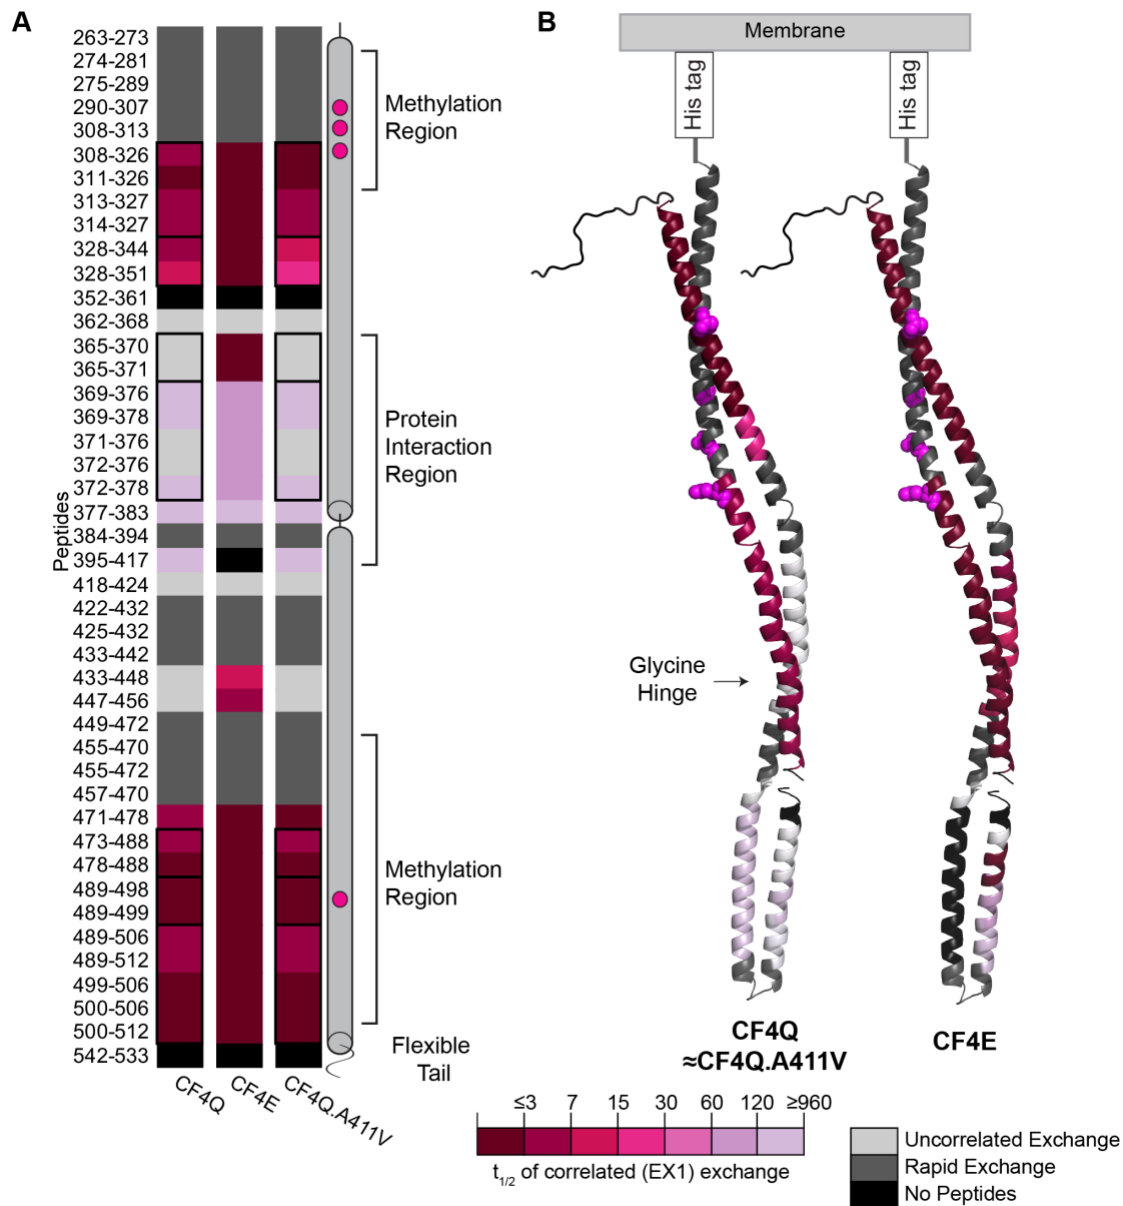 A
263-273
274-281
275-289
290-307
308-313
308-326
311-326
313-327
314-327
328-344
328-351
352-361
362-368
365-370
365-371
369-376
369-378
371-376
372-376
372-378
377-383
384-394
395-417
418-424
422-432
425-432
433-442
433-448
447-456
449-472
455-470
455-472
457-470
471-478
473-488
478-488
489-498
489-499
489-506
489-512
499-506
500-506
500-512
542-533
Peptides
CF4Q
CF4E
CF4Q.A411V
Methylation
Region
Protein
Interaction
Region
Methylation
Region
Flexible
Tail
B
Membrane
His tag
His tag
Glycine
Hinge
CF4Q
≈CF4Q.A411V
CF4E
≤3 7 15 30 60 120 ≥960
t1/2 of correlated (EX1) exchange
Uncorrelated Exchange
Rapid Exchange
No Peptides